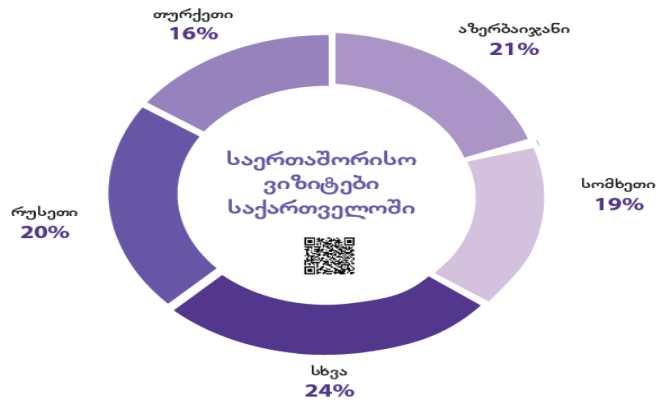 თურქეთი
16%
აზერბაიჯანი
21%
საერთაშორისო
ვიზიტები
საქართველოში
სომხეთი
19%
რუსეთი
20%
სხვა
24%